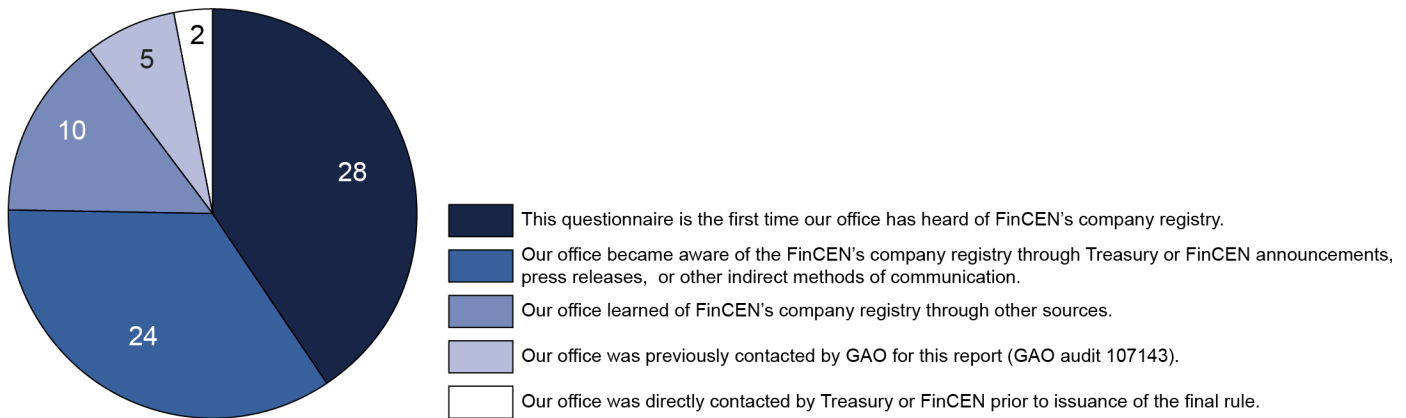 2
5
10
28
24
This questionnaire is the first time our office has heard of FinCEN’s company registry.
Our office became aware of the FinCEN’s company registry through Treasury or FinCEN announcements,
press releases, or other indirect methods of communication.
Our office learned of FinCEN’s company registry through other sources.
Our office was previously contacted by GAO for this report (GAO audit 107143).
Our office was directly contacted by Treasury or FinCEN prior to issuance of the final rule.